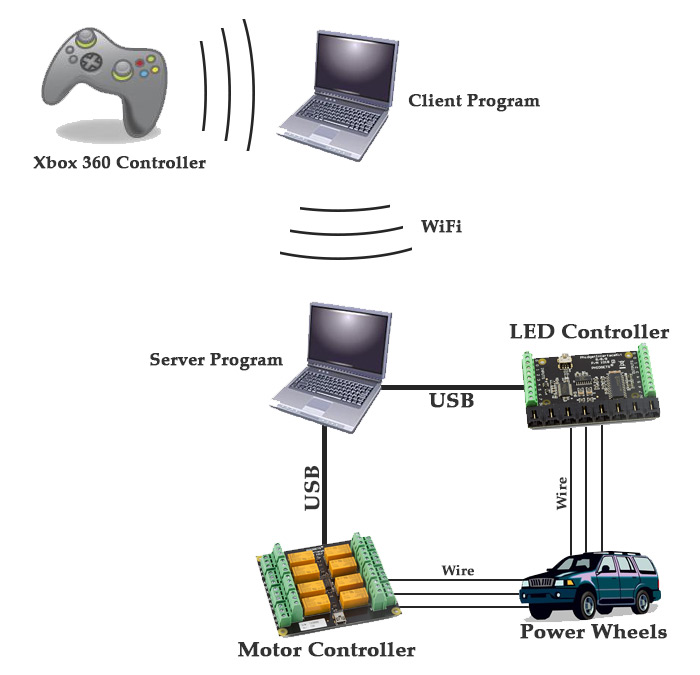 Client Program
Xbox 360 Controller
WiFi
LED Controller
Server Program
USB
USB
Wire
Wire
Power Wheels
Motor Controller